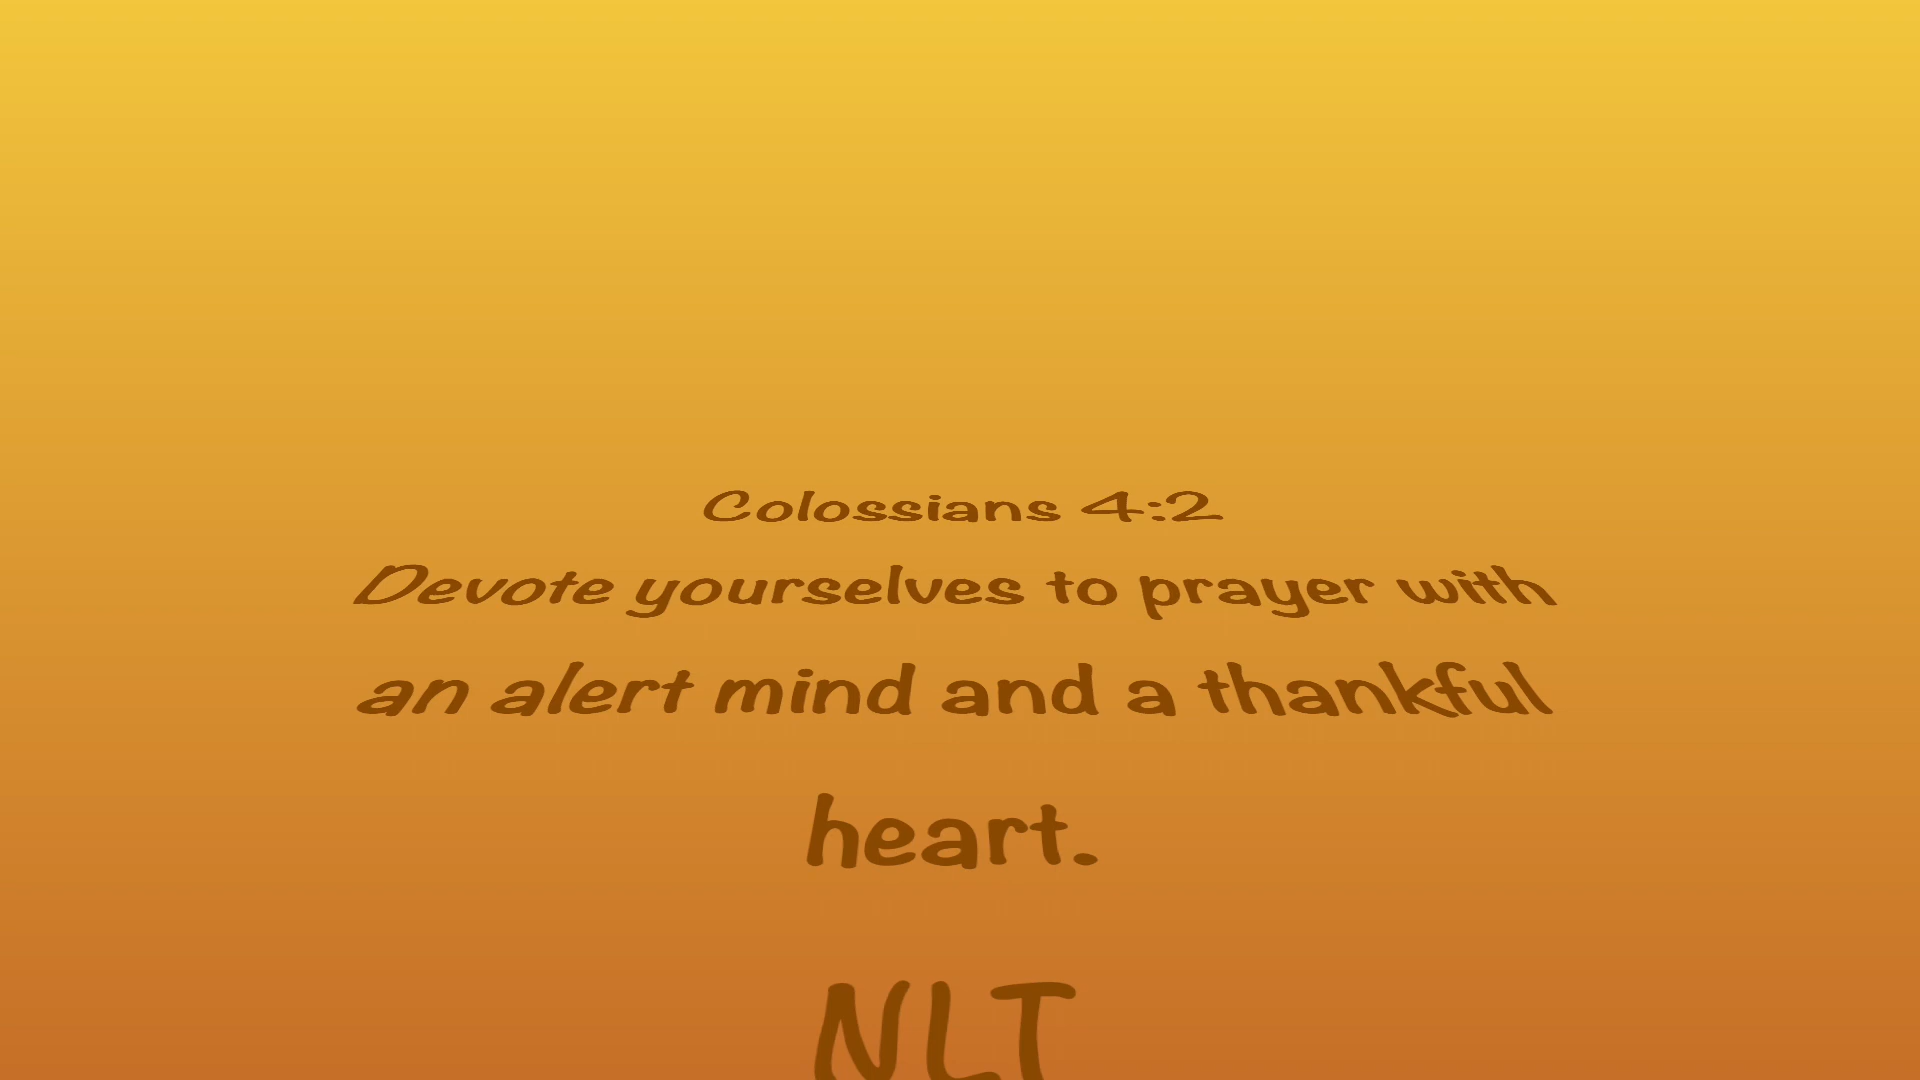 Colossians 4:2
Devote yourselves to prayer with
an alert mind and a thankful
heart.
NLT